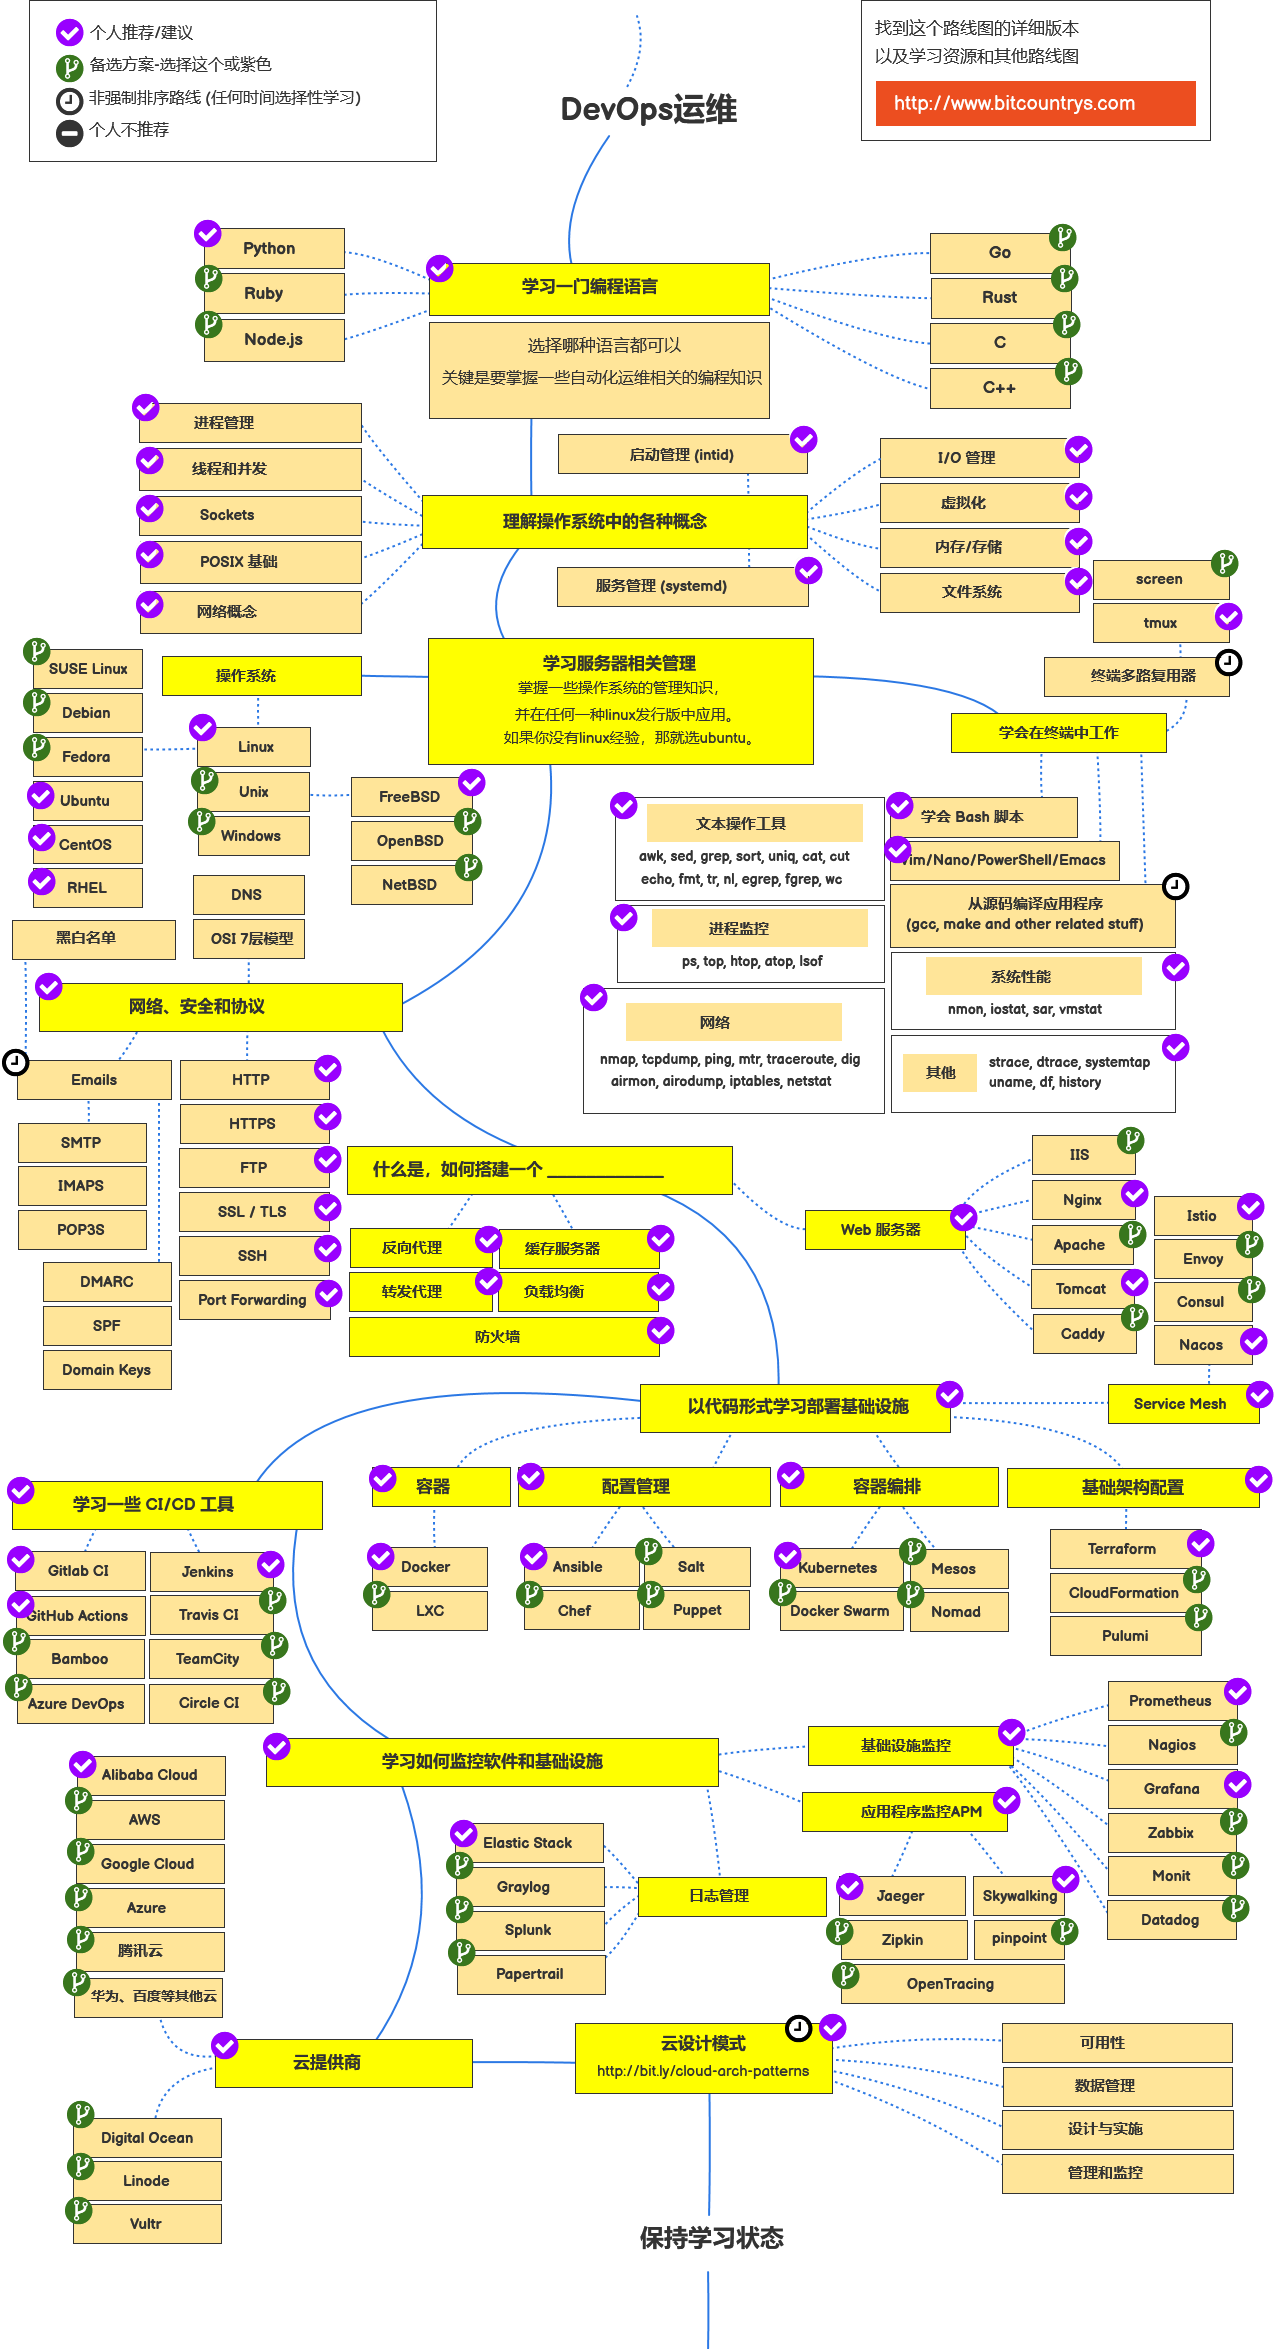 个人推荐/建议
备选方案-选择这个或紫色
非强制排序路线 (任何时间选择性学习)
个人不推荐
找到这个路线图的详细版本
以及学习资源和其他路线图
http://www.bitcountrys.com
DevOps运维
Python
Ruby
Node.js
学习一门编程语言
选择哪种语言都可以
关键是要掌握一些自动化运维相关的编程知识
Go
Rust
C
C++
进程管理
线程和并发
Sockets
POSIX 基础
网络概念
启动管理 (intid)
理解操作系统中的各种概念
服务管理 (systemd)
I/O 管理
虚拟化
内存/存储
文件系统
screen
tmux
终端多路复用器
学会在终端中工作
学习服务器相关管理
掌握一些操作系统的管理知识，
并在任何一种linux发行版中应用。
如果你没有linux经验，那就选ubuntu。
操作系统
SUSE Linux
Debian
Fedora
Ubuntu
CentOS
RHEL
Linux
Unix
Windows
FreeBSD
OpenBSD
NetBSD
文本操作工具
awk, sed, grep, sort, uniq, cat, cut
echo, fmt, tr, nl, egrep, fgrep, wc
进程监控
ps, top, htop, atop, lsof
网络
nmap, tcpdump, ping, mtr, traceroute, dig
airmon, airodump, iptables, netstat
学会 Bash 脚本
Vim/Nano/PowerShell/Emacs
从源码编译应用程序
(gcc, make and other related stuff)
系统性能
nmon, iostat, sar, vmstat
其他
strace, dtrace, systemtap
uname, df, history
DNS
OSI 7层模型
黑白名单
网络、安全和协议
Emails
SMTP
IMAPS
POP3S
DMARC
SPF
Domain Keys
HTTP
HTTPS
FTP
SSL / TLS
SSH
Port Forwarding
什么是，如何搭建一个 ______________
反向代理
缓存服务器
转发代理
负载均衡
防火墙
Web 服务器
IIS
Nginx
Apache
Tomcat
Caddy
Istio
Envoy
Consul
Nacos
Service Mesh
以代码形式学习部署基础设施
容器
Docker
LXC
配置管理
Ansible
Salt
Chef
Puppet
容器编排
Kubernetes
Mesos
Docker Swarm
Nomad
基础架构配置
Terraform
CloudFormation
Pulumi
学习一些 CI/CD 工具
Gitlab CI
Jenkins
GitHub Actions
Travis CI
Bamboo
TeamCity
Azure DevOps
Circle CI
学习如何监控软件和基础设施
基础设施监控
Prometheus
Nagios
Grafana
Zabbix
Monit
Datadog
应用程序监控APM
Jaeger
Skywalking
Zipkin
pinpoint
OpenTracing
日志管理
Elastic Stack
Graylog
Splunk
Papertrail
Alibaba Cloud
AWS
Google Cloud
Azure
腾讯云
华为、百度等其他云
云提供商
Digital Ocean
Linode
Vultr
云设计模式
http://bit.ly/cloud-arch-patterns
可用性
数据管理
设计与实施
管理和监控
保持学习状态